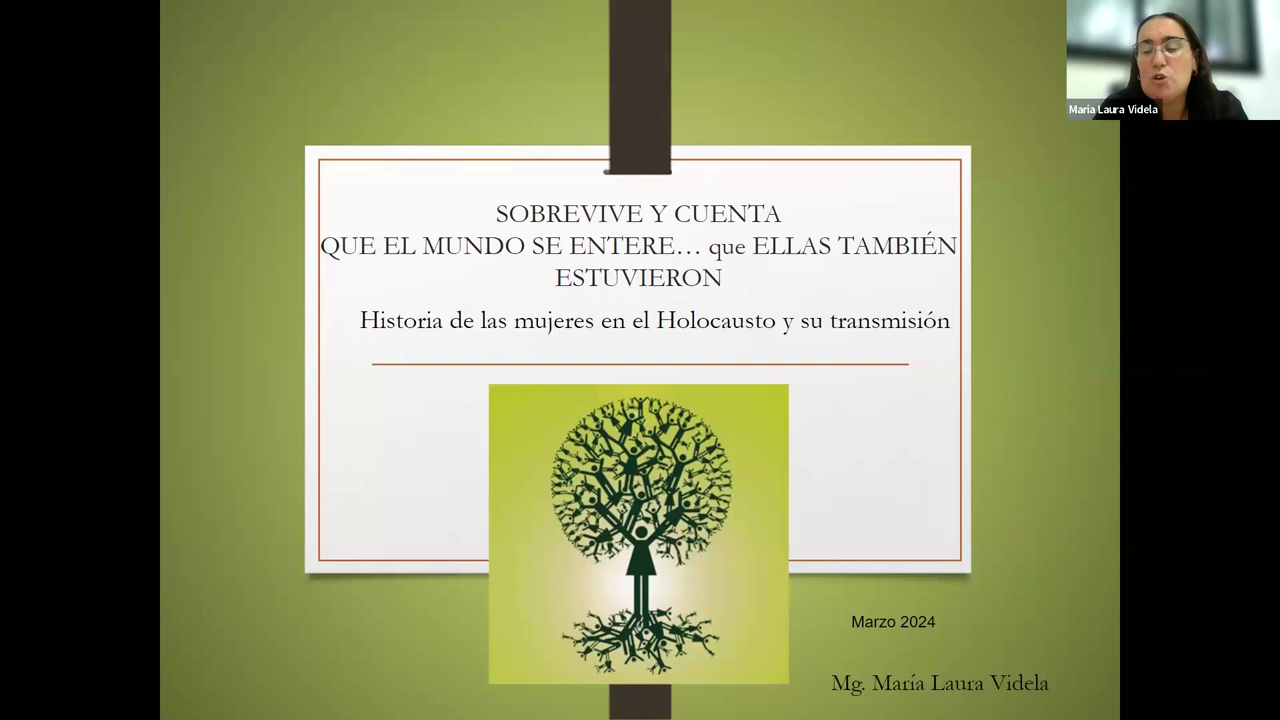 Maria Laura Videla
SOBREVIVE Y CUENTA
QUE EL MUNDO SE ENTERE… que ELLAS TAMBIÉN
ESTUVIERON
Historia de las mujeres en el Holocausto y su transmisión
Marzo 2024
Mg. María Laura Videla